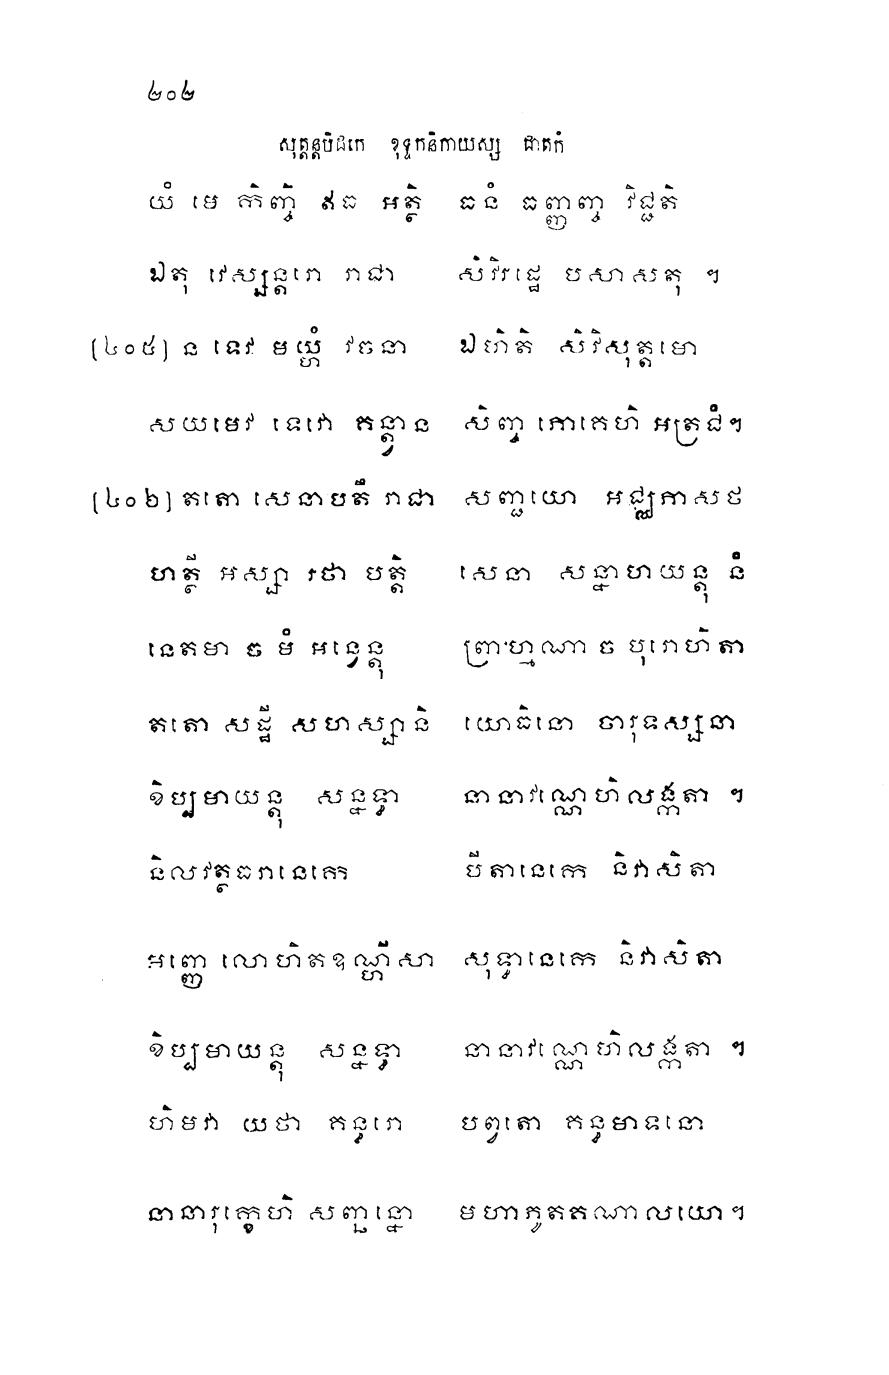 ២០២
សុត្តន្តបិដកេ ខុទ្ទកនិកាយស្ស ជាតកំ
យំ មេ កិញ្ចិ ឥធ អត្ថិ ធនំ ធញ្ញញ្ច វិជ្ជតិ
ឯតុ វេស្សន្តរោ រាជា សិវិរដ្ឋេ បសាសតុ ។
(៤០៥) ន ទេវ មយ្ហំ វចនា ឯហិតិ សិវិសុត្តមោ
សយមេវ ទេវោ គន្ត្វាន សិញ្ច ភោគេហិ អត្រជំ។
(៤០៦) តតោ សេនាបតឹ រាជា សញ្ជយោ អជ្ឈភាសថ
ហត្ថី អស្សា រថា បត្តិ សេនា សន្នាហយន្តុ នំ
នេគមា ច មំ អន្វេន្តុ ព្រាហ្មណា ច បុរោហិតា
តតោ សដ្ឋី សហស្សានិ យោធិនោ ចារុទស្សនា
ខិប្បមាយន្តុ សន្នទ្ធា នានាវណ្ណេហិលង្កតា ។
និលវត្ថធរានេកេ បីតានេកេ និវាសិតា
អញ្ញេ លោហិតឧណ្ហីសា សុទ្ធានេកេ និវាសិតា
ខិប្បមាយន្តុ សន្នទ្ធា នានាវណ្ណេហិលង្កតា ។
ហិមវា យថា គន្ធរោ បព្វតោ គន្ធមាទនោ
នានារុក្ខេហិ សញ្ឆន្នោ មហាភូតគណាលយោ។